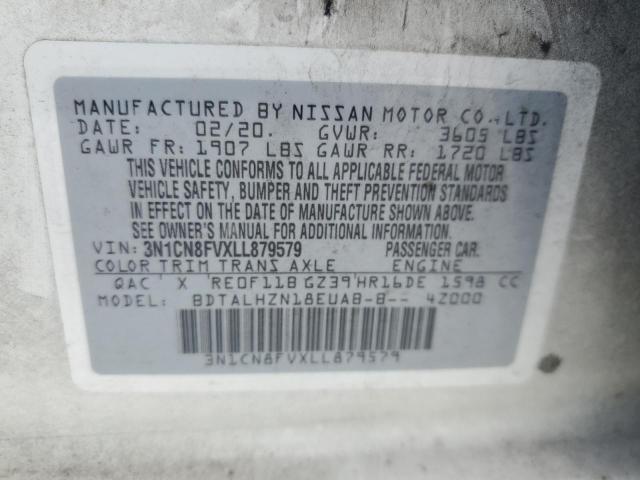 MANUFACTURED BY NISSAN MOTOR CO.,LTD.
DATE: 02/20. GVWR: 3605 LBS
GAWR FR: 1907 LBS GAWR RR: 1720 LBS
THIS VEHICLE CONFORMS TO ALL APPLICABLE FEDERAL MOTOR
VEHICLE SAFETY, BUMPER AND THEFT PREVENTION STANDARDS
IN EFFECT ON THE DATE OF MANUFACTURE SHOWN ABOVE.
SEE OWNER'S MANUAL FOR ADDITIONAL INFORMATION.
VIN: 3N1CN8FVXLL879579 PASSENGER CAR.
COLOR TRIM TRANS AXLE ENGINE
QAC X RE0F11B GZ39 HR16DE 1598 CC
MODEL: BDTALHZN18EUAB-B-- 4Z000
3N1CN8FVXLL879579